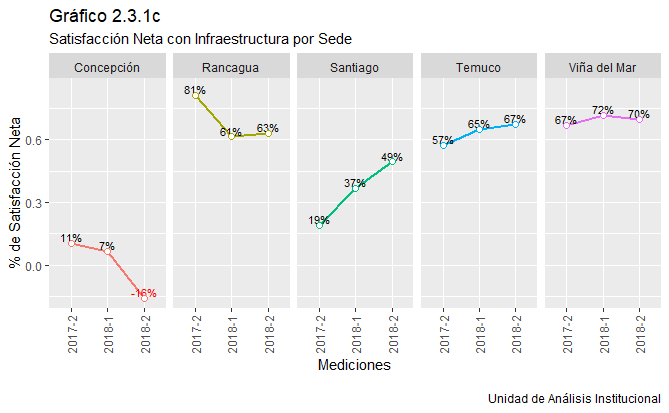 Gráfico 2.3.1c
Satisfacción Neta con Infraestructura por Sede
Concepción Rancagua Santiago Temuco Viña del Mar
% de Satisfacción Neta
0.6
0.3
0.0
11% 7% -16%
81% 61% 63%
19% 37% 49%
57% 65% 67%
67% 72% 70%
2017-2 2018-1 2018-2 2017-2 2018-1 2018-2 2017-2 2018-1 2018-2 2017-2 2018-1 2018-2 2017-2 2018-1 2018-2
Mediciones
Unidad de Análisis Institucional